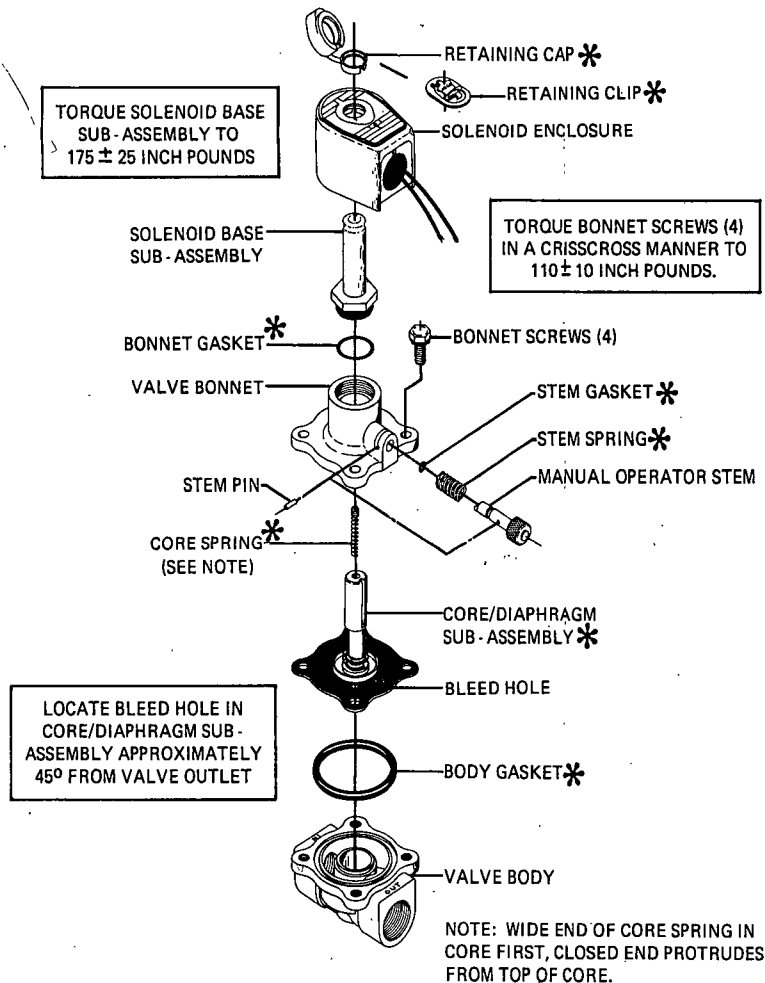 RETAINING CAP *
RETAINING CLIP *
SOLENOID ENCLOSURE
TORQUE SOLENOID BASE
SUB-ASSEMBLY TO
175 ± 25 INCH POUNDS
SOLENOID BASE
SUB-ASSEMBLY
TORQUE BONNET SCREWS (4)
IN A CRISSCROSS MANNER TO
110 ± 10 INCH POUNDS.
BONNET GASKET *
BONNET SCREWS (4)
VALVE BONNET
STEM GASKET *
STEM SPRING *
MANUAL OPERATOR STEM
STEM PIN
CORE SPRING *
(SEE NOTE)
CORE/DIAPHRAGM
SUB-ASSEMBLY *
BLEED HOLE
LOCATE BLEED HOLE IN
CORE/DIAPHRAGM SUB-
ASSEMBLY APPROXIMATELY
45º FROM VALVE OUTLET
BODY GASKET *
VALVE BODY
OUT
NOTE: WIDE END OF CORE SPRING IN
CORE FIRST, CLOSED END PROTRUDES
FROM TOP OF CORE.